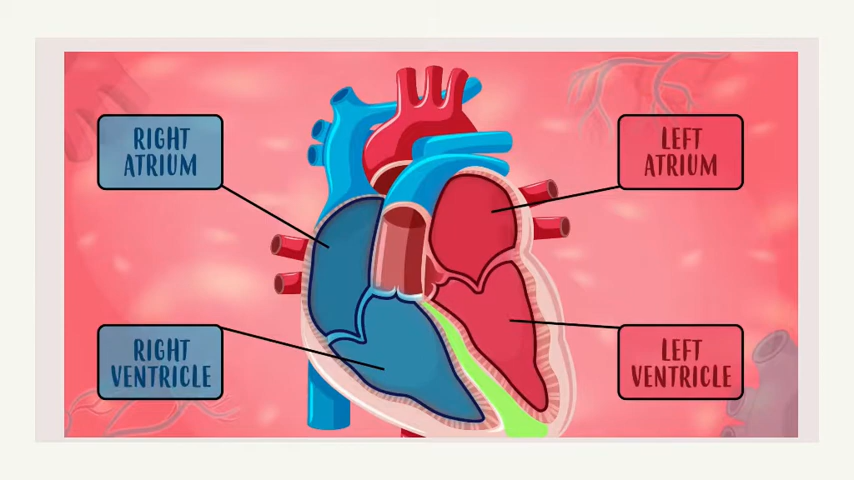 RIGHT
ATRIUM
LEFT
ATRIUM
RIGHT
VENTRICLE
LEFT
VENTRICLE